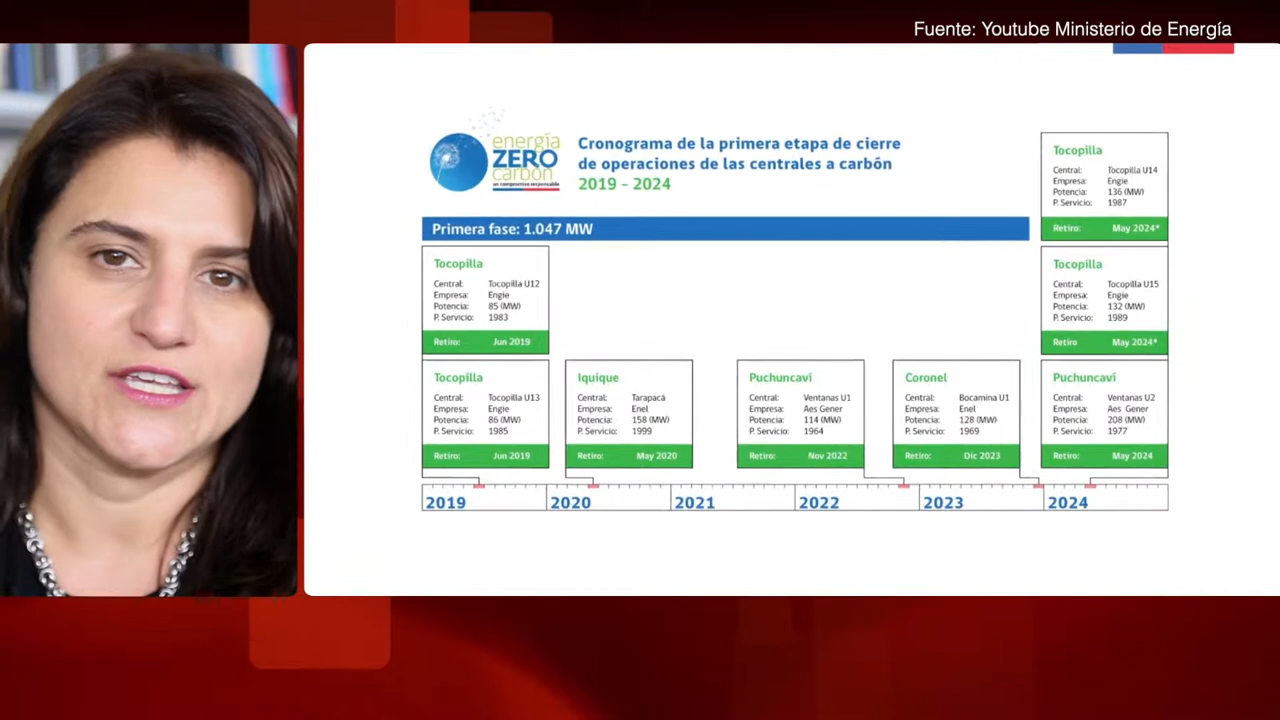 Fuente: Youtube Ministerio de Energía
energía
ZERO
carbón
un compromiso responsable
Cronograma de la primera etapa de cierre
de operaciones de las centrales a carbón
2019 - 2024
Primera fase: 1.047 MW
Tocopilla
Central: Tocopilla U14
Empresa: Engie
Potencia: 136 (MW)
P. Servicio: 1987
Retiro: May 2024*
Tocopilla
Central: Tocopilla U12
Empresa: Engie
Potencia: 85 (MW)
P. Servicio: 1983
Retiro: Jun 2019
Tocopilla
Central: Tocopilla U15
Empresa: Engie
Potencia: 132 (MW)
P. Servicio: 1989
Retiro May 2024*
Tocopilla
Central: Tocopilla U13
Empresa: Engie
Potencia: 86 (MW)
P. Servicio: 1985
Retiro: Jun 2019
Iquique
Central: Tarapacá
Empresa: Enel
Potencia: 158 (MW)
P. Servicio: 1999
Retiro: May 2020
Puchuncaví
Central: Ventanas U1
Empresa: Aes Gener
Potencia: 114 (MW)
P. Servicio: 1964
Retiro: Nov 2022
Coronel
Central: Bocamina U1
Empresa: Enel
Potencia: 128 (MW)
P. Servicio: 1969
Retiro: Dic 2023
Puchuncaví
Central: Ventanas U2
Empresa: Aes Gener
Potencia: 208 (MW)
P. Servicio: 1977
Retiro: May 2024
2019 2020 2021 2022 2023 2024